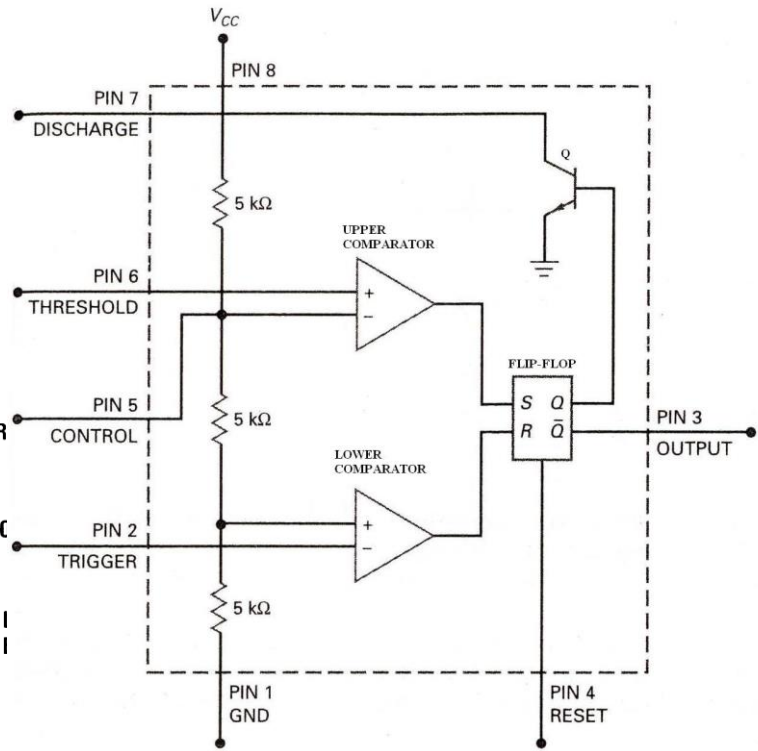 V_CC
PIN 8
PIN 7
DISCHARGE
Q
5 kΩ
UPPER
COMPARATOR
PIN 6
+
THRESHOLD
−
FLIP-FLOP
PIN 5
S Q
PIN 3
R
CONTROL
5 kΩ
R Q̄
OUTPUT
LOWER
COMPARATOR
PIN 2
+
TRIGGER
−
5 kΩ
PIN 1
GND
PIN 4
RESET